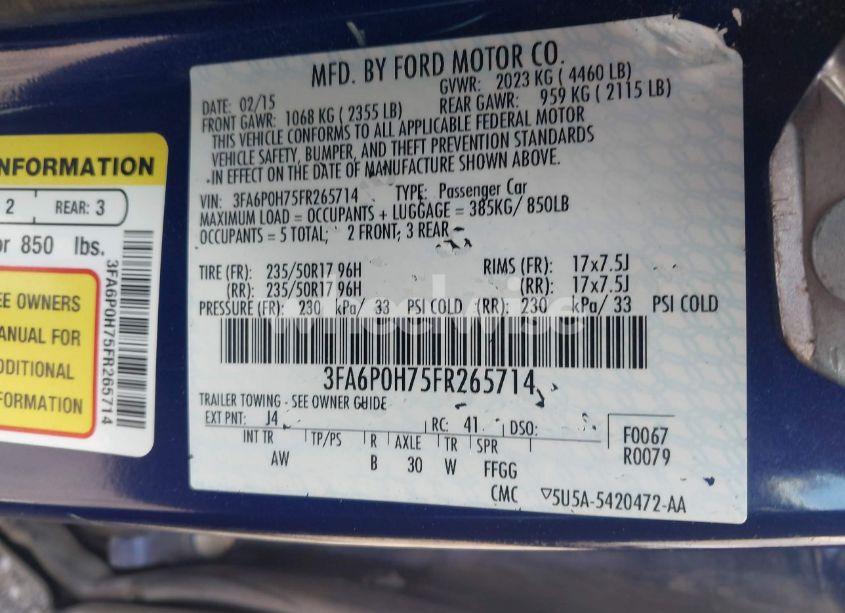 MFD. BY FORD MOTOR CO.
DATE: 02/15 GVWR: 2023 KG ( 4460 LB)
FRONT GAWR: 1068 KG ( 2355 LB) REAR GAWR: 959 KG ( 2115 LB)
THIS VEHICLE CONFORMS TO ALL APPLICABLE FEDERAL MOTOR
VEHICLE SAFETY, BUMPER, AND THEFT PREVENTION STANDARDS
IN EFFECT ON THE DATE OF MANUFACTURE SHOWN ABOVE.
VIN: 3FA6P0H75FR265714 TYPE: Passenger Car
MAXIMUM LOAD = OCCUPANTS + LUGGAGE = 385KG/ 850LB
OCCUPANTS = 5 TOTAL; 2 FRONT; 3 REAR
TIRE (FR): 235/50R17 96H RIMS (FR): 17x7.5J
(RR): 235/50R17 96H (RR): 17x7.5J
PRESSURE (FR): 230 kPa/ 33 PSI COLD (RR): 230 kPa/ 33 PSI COLD
3FA6P0H75FR265714
TRAILER TOWING - SEE OWNER GUIDE
EXT PNT: J4 RC: 41 DSO: F0067
R0079
INT TR TP/PS R AXLE TR SPR
AW B 30 W FFGG
CMC ▽5U5A-5420472-AA
NFORMATION
2 REAR: 3
or 850 lbs.
EE OWNERS
ANUAL FOR
DDITIONAL
FORMATION
3FA6P0H75FR265714
wheelwise